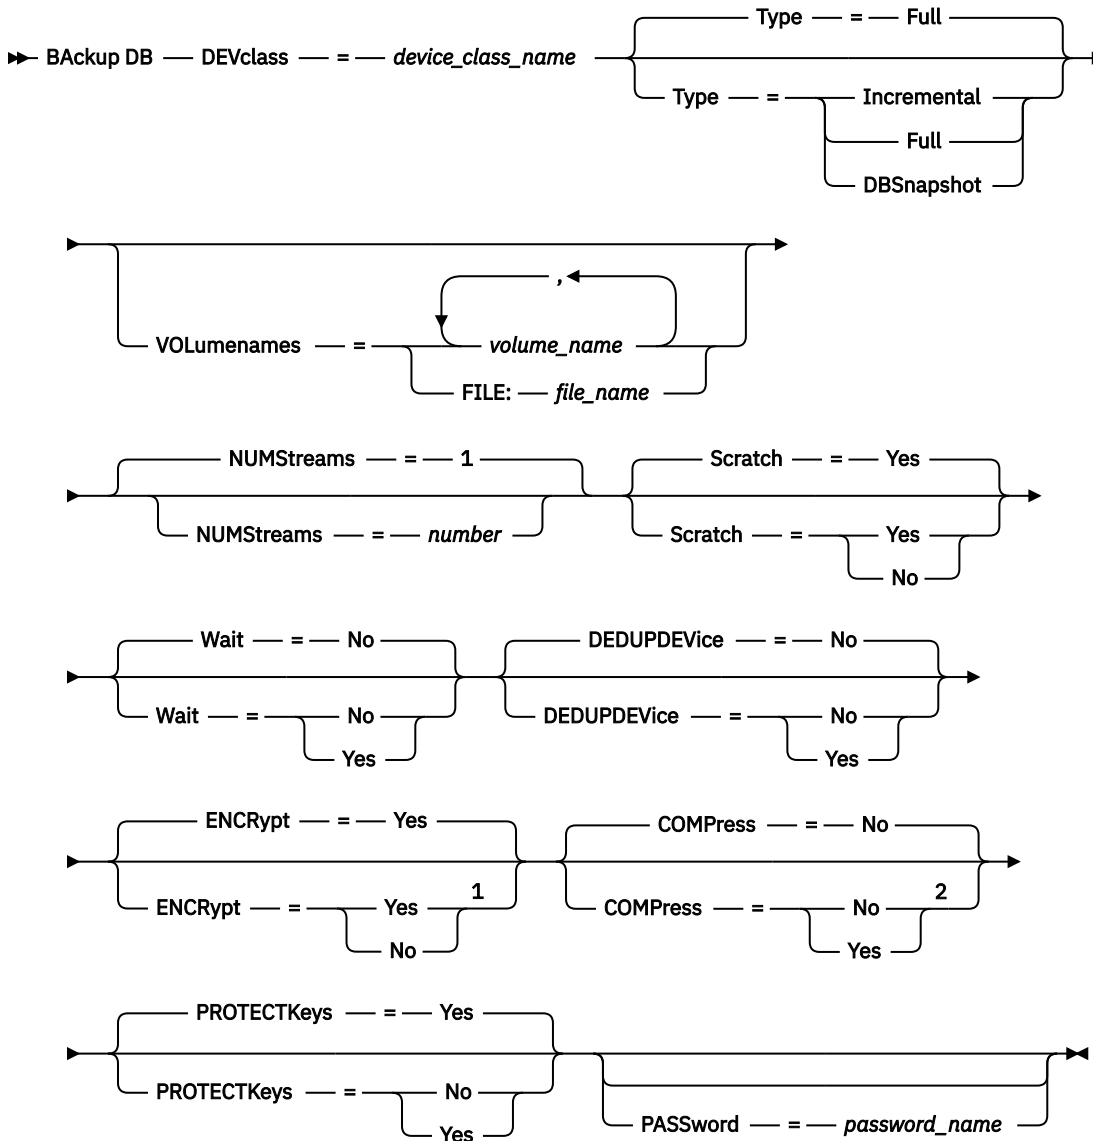 Type = Full
BAckup DB DEVclass = device_class_name
Type = Incremental
Full
DBSnapshot
,
VOLumenames = volume_name
FILE: file_name
NUMStreams = 1 Scratch = Yes
NUMStreams = number Scratch = Yes
No
Wait = No DEDUPDEVice = No
Wait = No DEDUPDEVice = No
Yes Yes
ENCRypt = Yes COMPress = No
ENCRypt = Yes 1 COMPress = No 2
No Yes
PROTECTKeys = Yes
PROTECTKeys = No
Yes PASSword = password_name